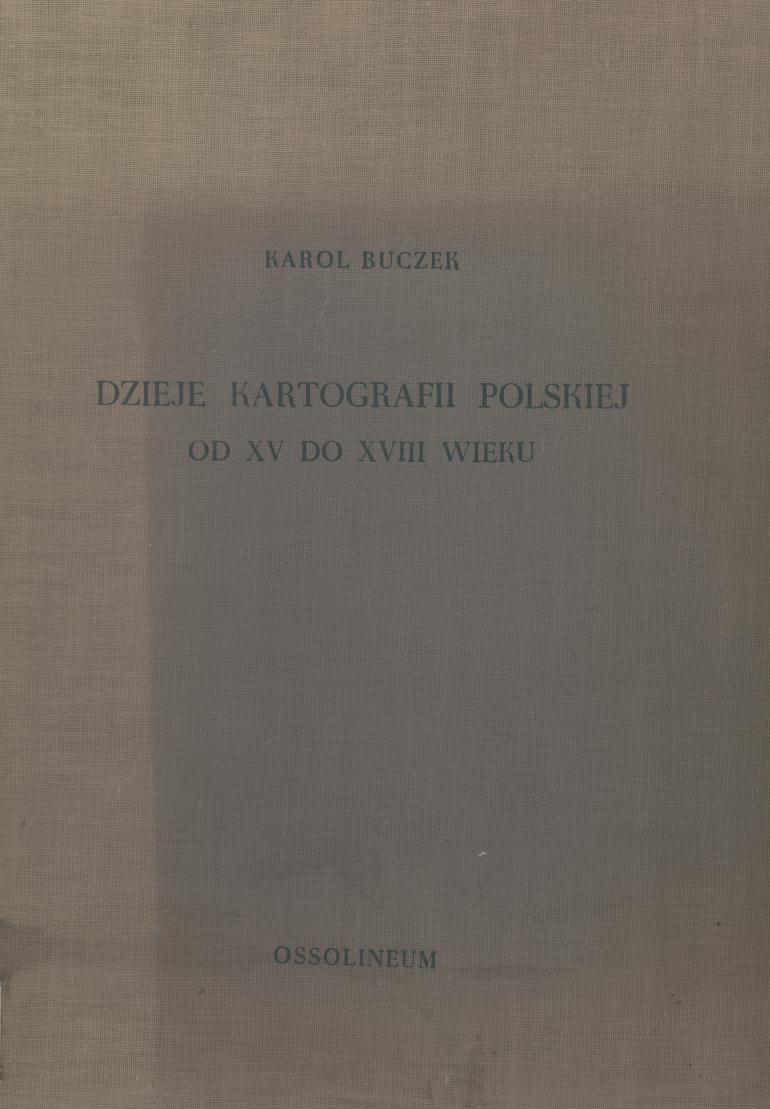 KAROL BUCZEK
DZIEJE KARTOGRAFII POLSKIEJ
OD XV DO XVIII WIEKU
OSSOLINEUM